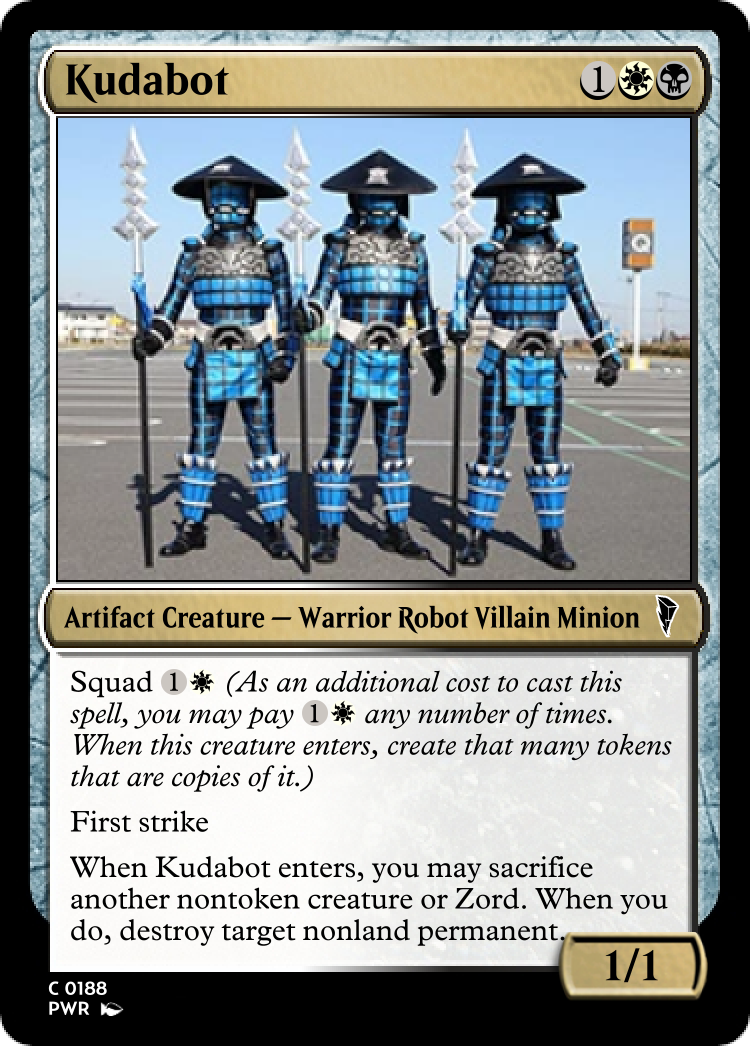 Kudabot 1
Artifact Creature — Warrior Robot Villain Minion
Squad 1 (As an additional cost to cast this
spell, you may pay 1 any number of times.
When this creature enters, create that many tokens
that are copies of it.)
First strike
When Kudabot enters, you may sacrifice
another nontoken creature or Zord. When you
do, destroy target nonland permanent.
1/1
C 0188
PWR